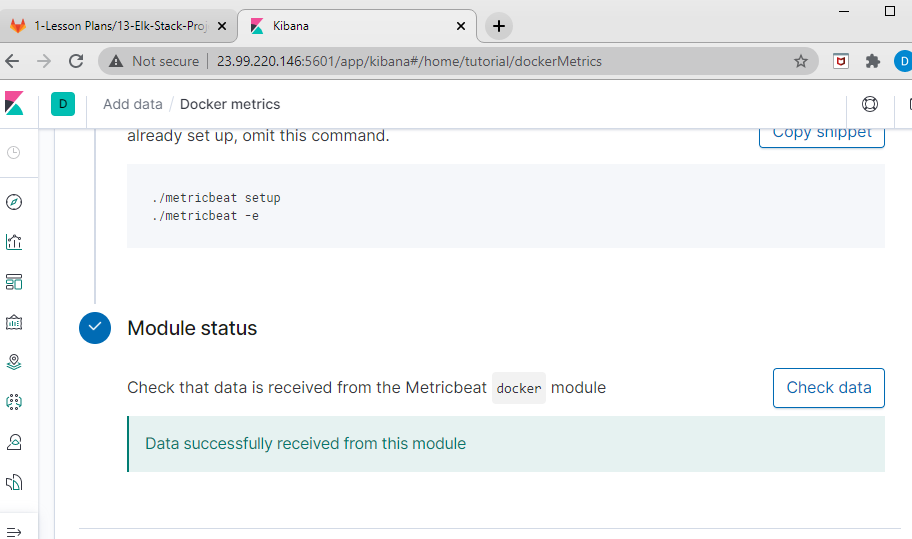 1-Lesson Plans/13-Elk-Stack-Proj
Kibana
Not secure
23.99.220.146:5601/app/kibana#/home/tutorial/dockerMetrics
D
D
Add data / Docker metrics
already set up, omit this command.
Copy snippet
./metricbeat setup
./metricbeat -e
Module status
Check that data is received from the Metricbeat docker module
Check data
Data successfully received from this module